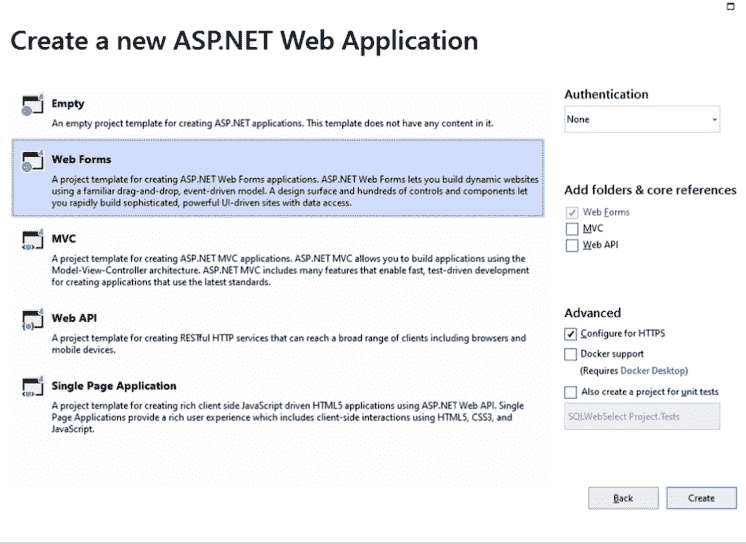 Create a new ASP.NET Web Application
Empty
An empty project template for creating ASP.NET applications. This template does not have any content in it.
Web Forms
A project template for creating ASP.NET Web Forms applications. ASP.NET Web Forms lets you build dynamic websites
using a familiar drag-and-drop, event-driven model. A design surface and hundreds of controls and components let
you rapidly build sophisticated, powerful UI-driven sites with data access.
MVC
A project template for creating ASP.NET MVC applications. ASP.NET MVC allows you to build applications using the
Model-View-Controller architecture. ASP.NET MVC includes many features that enable fast, test-driven development
for creating applications that use the latest standards.
Web API
A project template for creating RESTful HTTP services that can reach a broad range of clients including browsers and
mobile devices.
Single Page Application
A project template for creating rich client side JavaScript driven HTML5 applications using ASP.NET Web API. Single
Page Applications provide a rich user experience which includes client-side interactions using HTML5, CSS3, and
JavaScript.
Authentication
None
Add folders & core references
Web Forms
MVC
Web API
Advanced
Configure for HTTPS
Docker support
(Requires Docker Desktop)
Also create a project for unit tests
SQLWebSelect Project.Tests
Back
Create